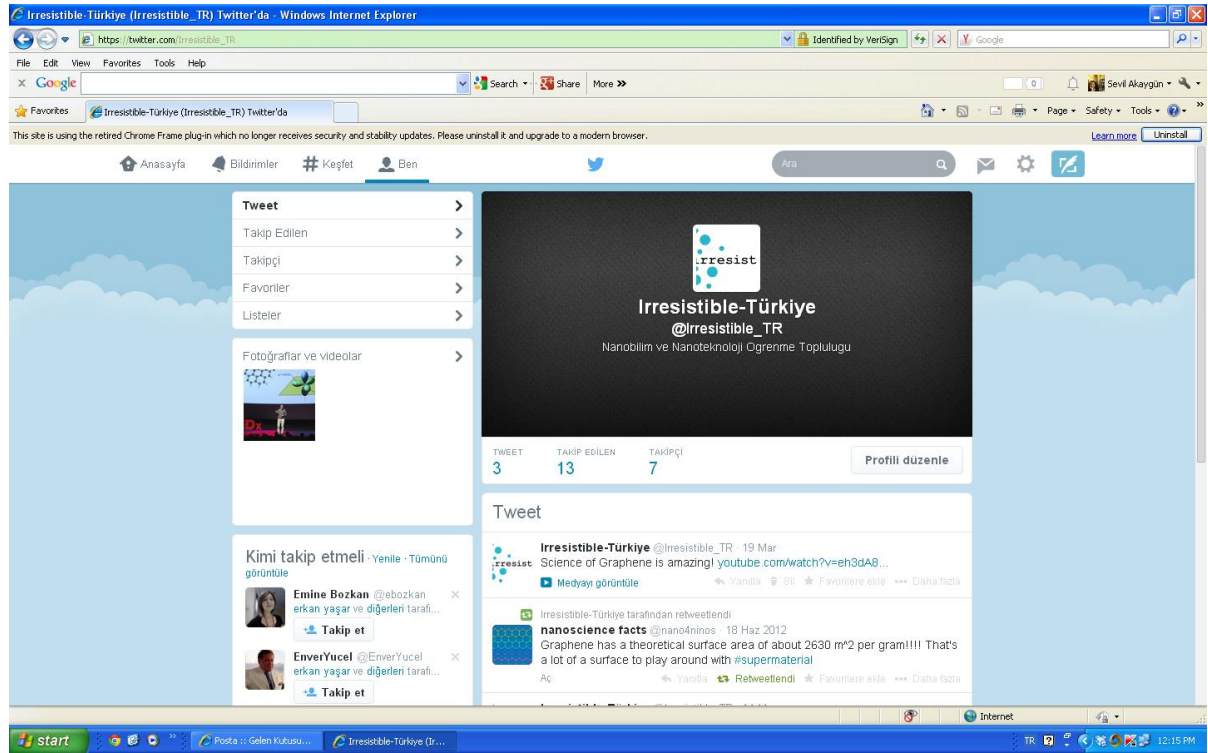 Irresistible-Türkiye (Irresistible_TR) Twitter'da - Windows Internet Explorer
https://twitter.com/Irresistible_TR
Identified by VeriSign
Google
File Edit View Favorites Tools Help
x Google
Search Share More >>
0
Sevil Akaygün
Favorites
Irresistible-Türkiye (Irresistible_TR) Twitter'da
Page Safety Tools
This site is using the retired Chrome Frame plug-in which no longer receives security and stability updates. Please uninstall it and upgrade to a modern browser.
Learn more Uninstall
Anasayfa Bildirimler # Keşfet Ben
Ara
Tweet
Takip Edilen
Takipçi
Favoriler
Listeler
Fotoğraflar ve videolar
Dx
irresist
Irresistible-Türkiye
@Irresistible_TR
Nanobilim ve Nanoteknoloji Ogrenme Toplulugu
TWEET TAKİP EDİLEN TAKİPÇİ
3 13 7
Profili düzenle
Kimi takip etmeli · Yenile · Tümünü
görüntüle
Emine Bozkan @ebozkan
erkan yaşar ve diğerleri tarafı...
Takip et
EnverYucel @EnverYucel
erkan yaşar ve diğerleri tarafı...
Takip et
Tweet
Irresistible-Türkiye @Irresistible_TR · 19 Mar
irresist
Science of Graphene is amazing! youtube.com/watch?v=eh3dA8...
Medyayı görüntüle
Yanıtla Sil Favorilere ekle Daha fazla
Irresistible-Türkiye tarafından retweetlendi
nanoscience facts @nano4ninos · 18 Haz 2012
Graphene has a theoretical surface area of about 2630 m^2 per gram!!!! That's
a lot of a surface to play around with #supermaterial
Aç
Yanıtla Retweetlendi Favorilere ekle Daha fazla
Internet
start
Posta :: Gelen Kutusu...
Irresistible-Türkiye (Ir...
TR
12:15 PM